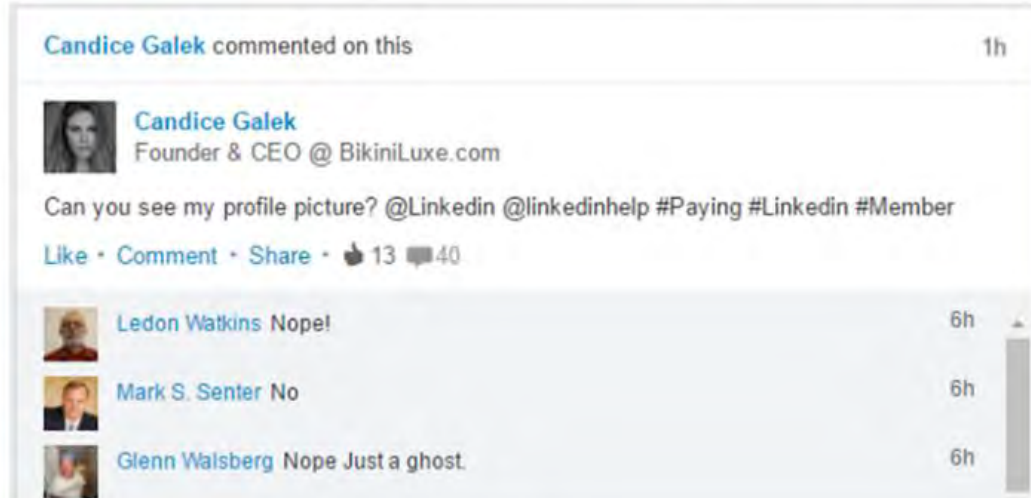 Candice Galek commented on this 1h
Candice Galek
Founder & CEO @ BikiniLuxe.com
Can you see my profile picture? @Linkedin @linkedinhelp #Paying #Linkedin #Member
Like · Comment · Share · 13 40
Ledon Watkins Nope! 6h
Mark S. Senter No 6h
Glenn Walsberg Nope Just a ghost. 6h